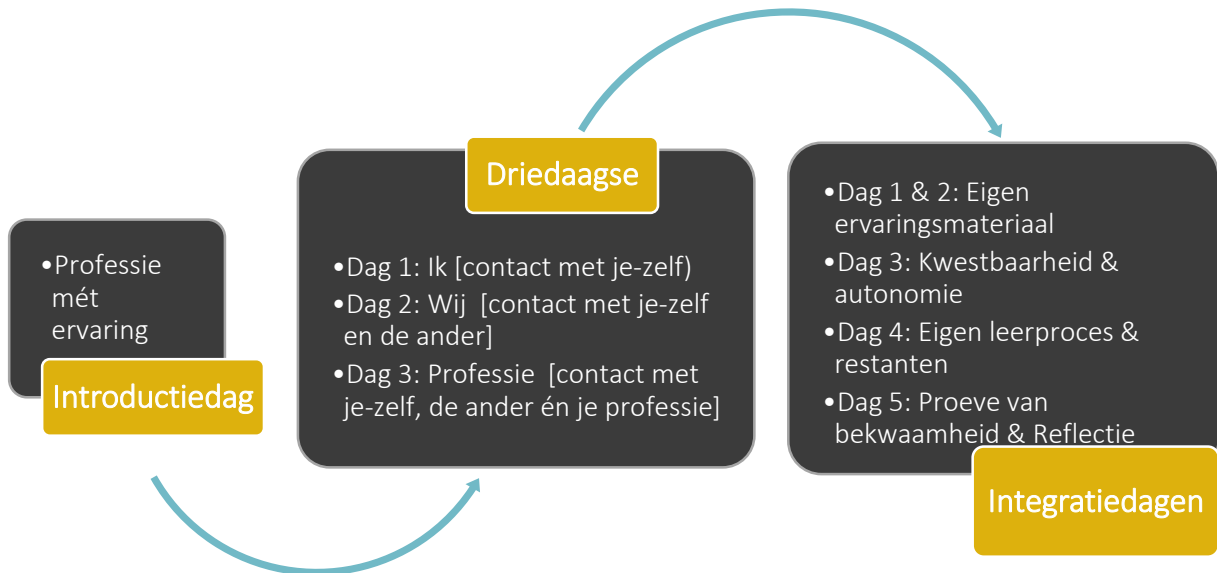 •Professie
mét
ervaring
Introductiedag
Driedaagse
•Dag 1: Ik [contact met je-zelf)
•Dag 2: Wij [contact met je-zelf
en de ander]
•Dag 3: Professie [contact met
je-zelf, de ander én je professie]
•Dag 1 & 2: Eigen
ervaringsmateriaal
•Dag 3: Kwestbaarheid &
autonomie
•Dag 4: Eigen leerproces &
restanten
•Dag 5: Proeve van
bekwaamheid & Reflectie
Integratiedagen